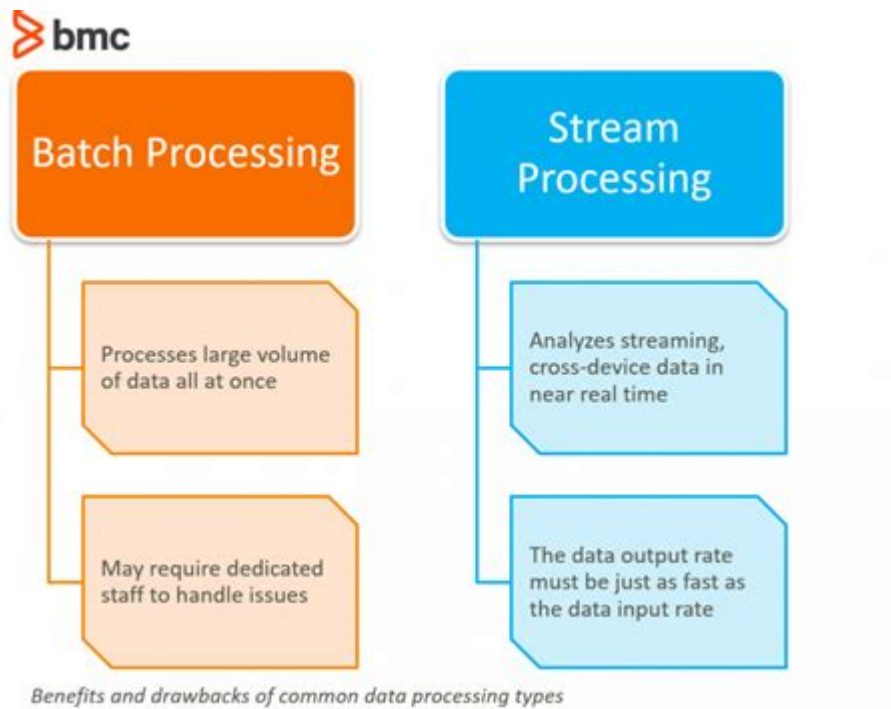 bmc
Batch Processing
Processes large volume
of data all at once
May require dedicated
staff to handle issues
Stream
Processing
Analyzes streaming,
cross-device data in
near real time
The data output rate
must be just as fast as
the data input rate
Benefits and drawbacks of common data processing types